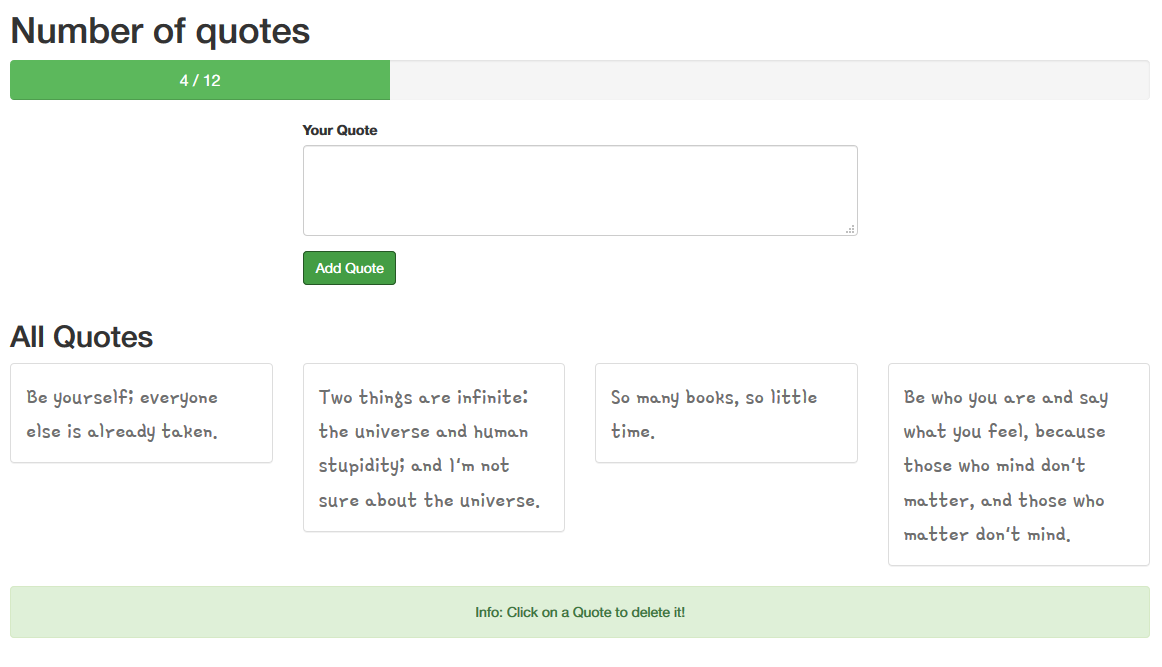 Number of quotes
4 / 12
Your Quote
Add Quote
All Quotes
Be yourself; everyone
else is already taken.
Two things are infinite:
the universe and human
stupidity; and I'm not
sure about the universe.
So many books, so little
time.
Be who you are and say
what you feel, because
those who mind don't
matter, and those who
matter don't mind.
Info: Click on a Quote to delete it!